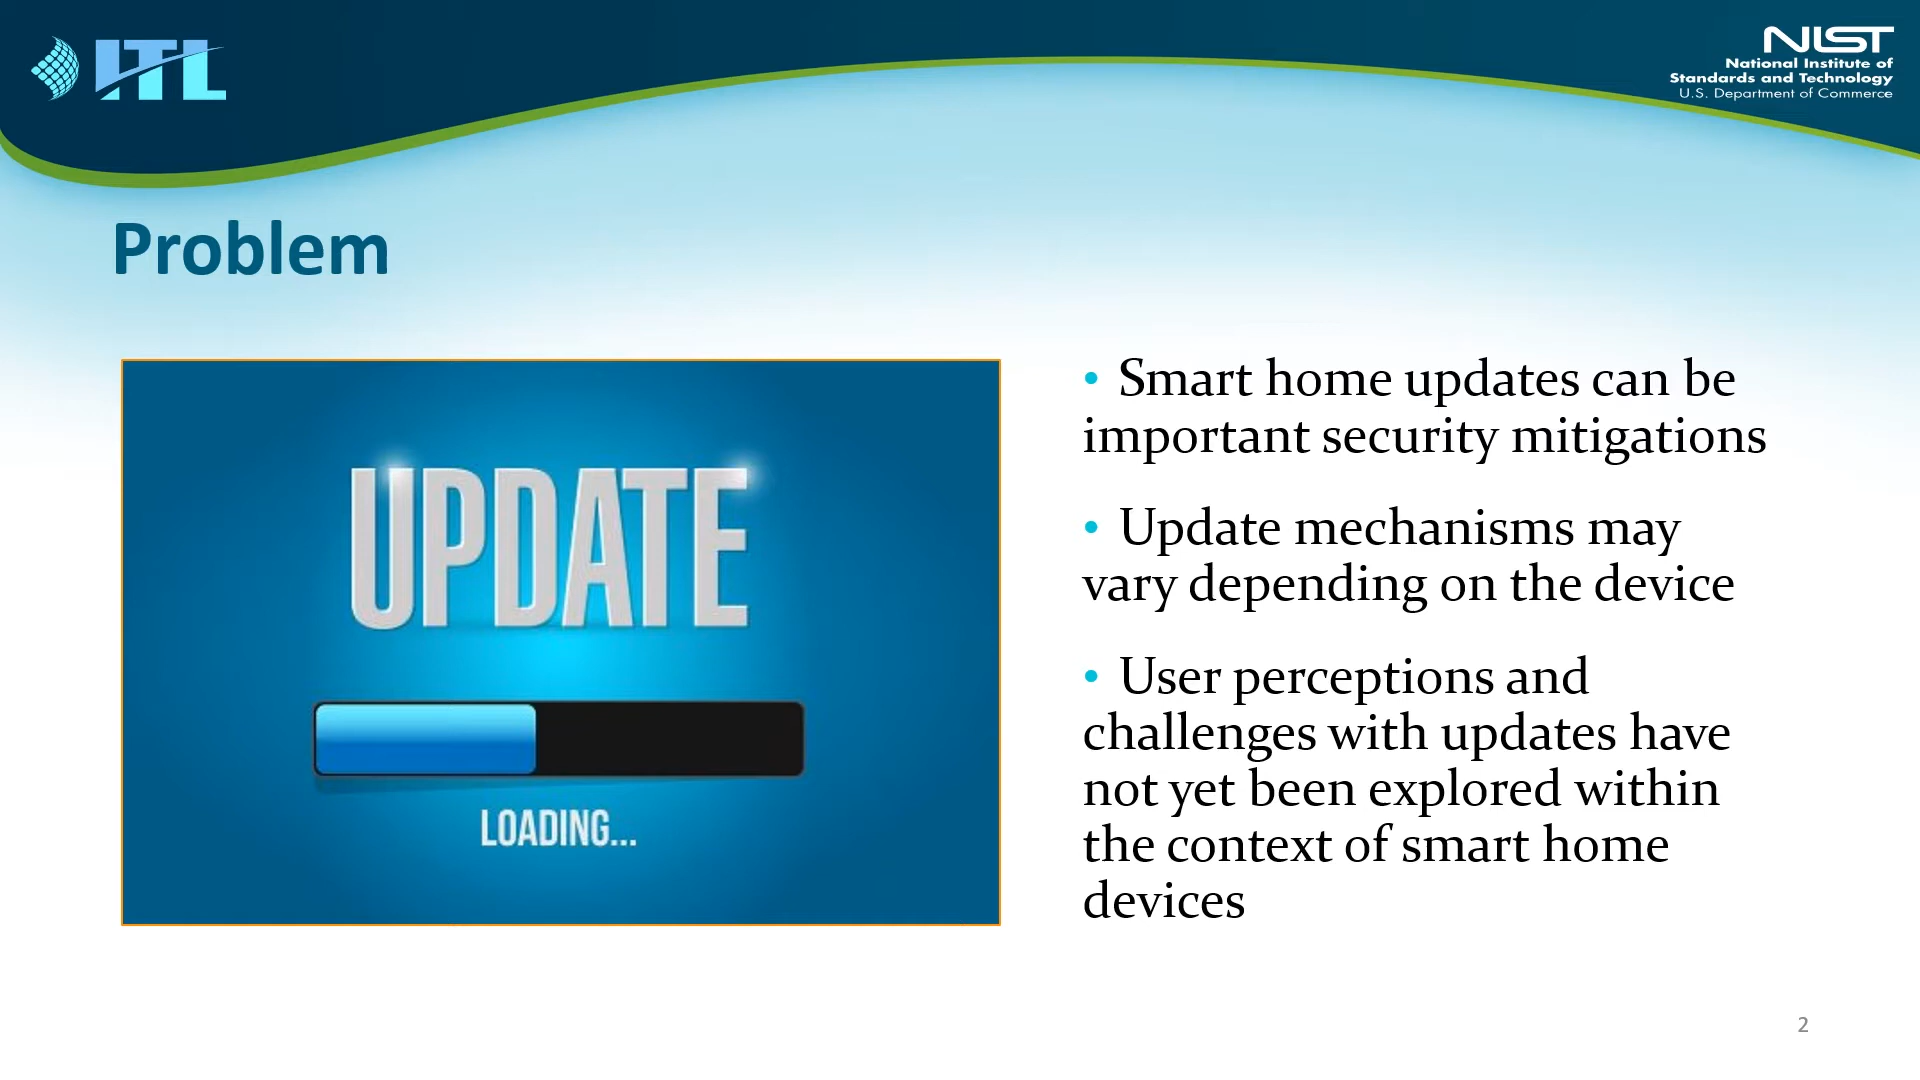 ITL
NIST
National Institute of
Standards and Technology
U.S. Department of Commerce
Problem
UPDATE
LOADING...
• Smart home updates can be
important security mitigations
• Update mechanisms may
vary depending on the device
• User perceptions and
challenges with updates have
not yet been explored within
the context of smart home
devices
2